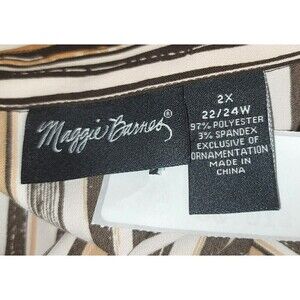 Maggie Barnes®
2X
22/24W
97% POLYESTER
3% SPANDEX
EXCLUSIVE OF
ORNAMENTATION
MADE IN
CHINA